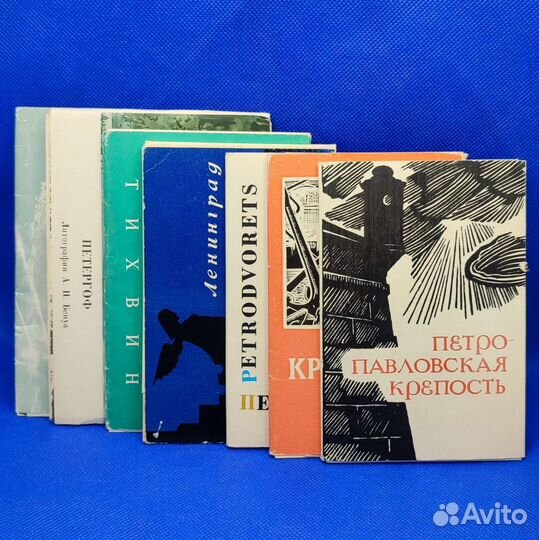 ПЕТЕРГОФ
Литографии А. Н. Бенуа
ТИХВИН
Ленинград
PETRODVORETS
ПЕ
КР
ПЕТРО-
ПАВЛОВСКАЯ
КРЕПОСТЬ
Avito